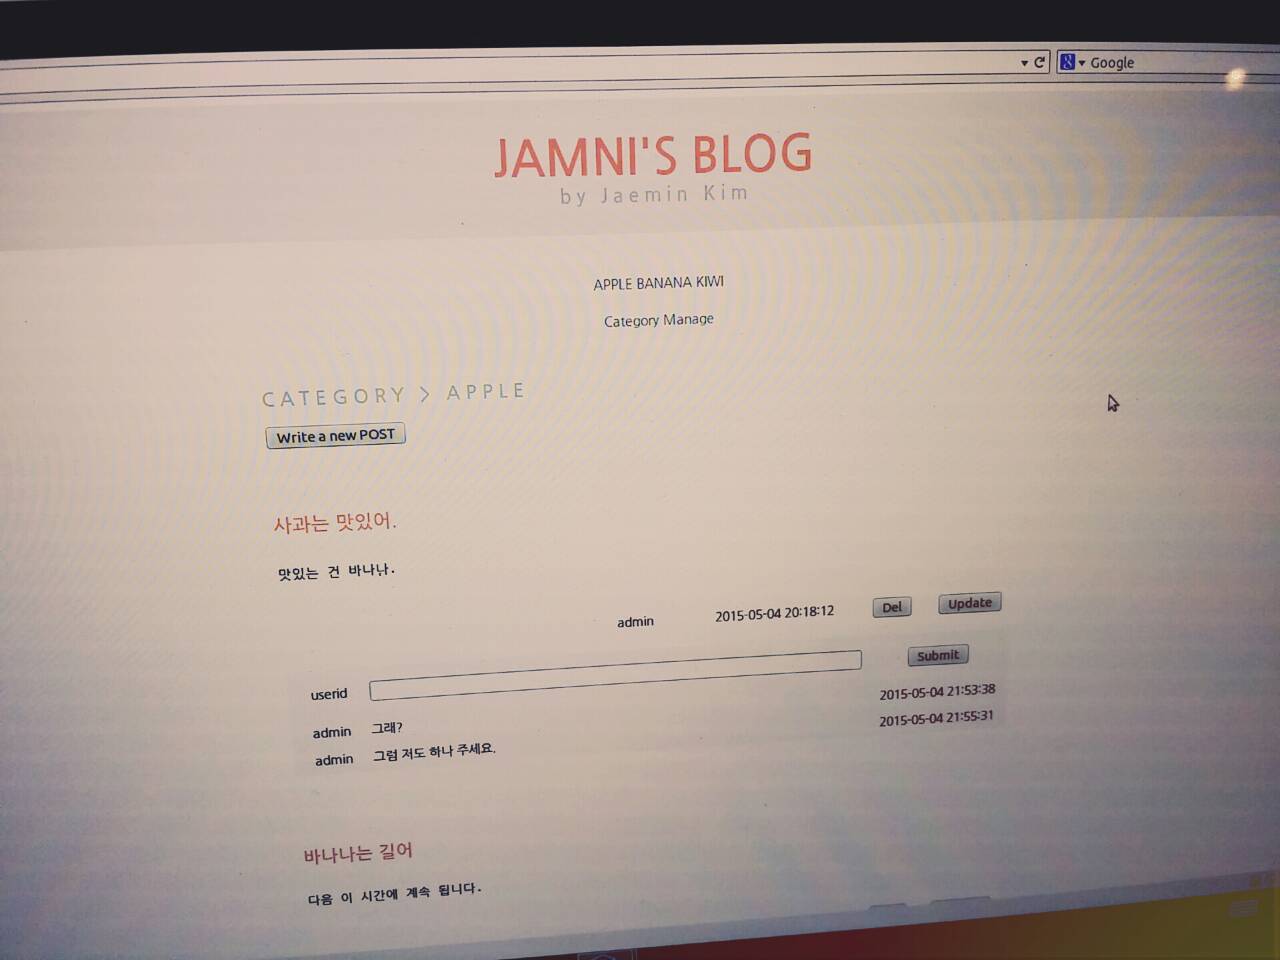 Google
JAMNI'S BLOG
by Jaemin Kim
APPLE BANANA KIWI
Category Manage
CATEGORY > APPLE
Write a new POST
사과는 맛있어.
맛있는 건 바나난.
admin 2015-05-04 20:18:12 Del Update
userid Submit
admin 그래? 2015-05-04 21:53:38
admin 그럼 저도 하나 주세요. 2015-05-04 21:55:31
바나나는 길어
다음 이 시간에 계속 됩니다.